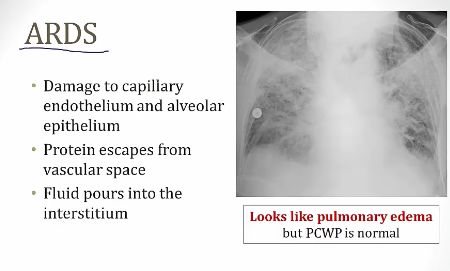 ARDS
• Damage to capillary
endothelium and alveolar
epithelium
• Protein escapes from
vascular space
• Fluid pours into the
interstitium
Looks like pulmonary edema
but PCWP is normal